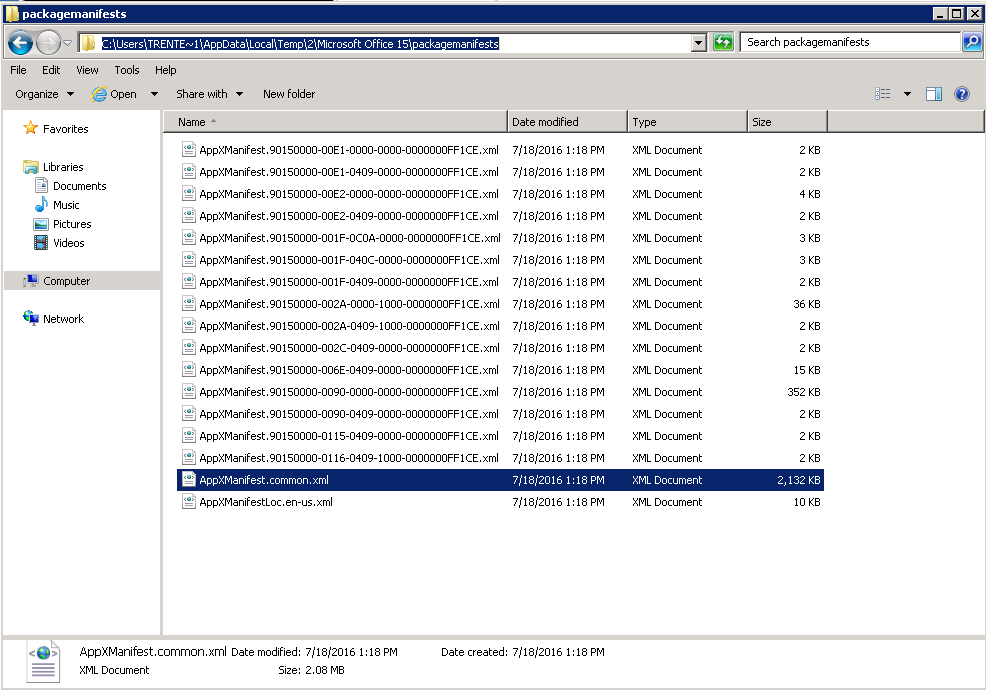 packagemanifests
C:\Users\TRENTE~1\AppData\Local\Temp\2\Microsoft Office 15\packagemanifests
Search packagemanifests
File Edit View Tools Help
Organize Open Share with New folder
Favorites
Libraries
Documents
Music
Pictures
Videos
Computer
Network
Name Date modified Type Size
AppXManifest.90150000-00E1-0000-0000-0000000FF1CE.xml 7/18/2016 1:18 PM XML Document 2 KB
AppXManifest.90150000-00E1-0409-0000-0000000FF1CE.xml 7/18/2016 1:18 PM XML Document 2 KB
AppXManifest.90150000-00E2-0000-0000-0000000FF1CE.xml 7/18/2016 1:18 PM XML Document 4 KB
AppXManifest.90150000-00E2-0409-0000-0000000FF1CE.xml 7/18/2016 1:18 PM XML Document 2 KB
AppXManifest.90150000-001F-0C0A-0000-0000000FF1CE.xml 7/18/2016 1:18 PM XML Document 3 KB
AppXManifest.90150000-001F-040C-0000-0000000FF1CE.xml 7/18/2016 1:18 PM XML Document 3 KB
AppXManifest.90150000-001F-0409-0000-0000000FF1CE.xml 7/18/2016 1:18 PM XML Document 2 KB
AppXManifest.90150000-002A-0000-1000-0000000FF1CE.xml 7/18/2016 1:18 PM XML Document 36 KB
AppXManifest.90150000-002A-0409-1000-0000000FF1CE.xml 7/18/2016 1:18 PM XML Document 2 KB
AppXManifest.90150000-002C-0409-0000-0000000FF1CE.xml 7/18/2016 1:18 PM XML Document 2 KB
AppXManifest.90150000-006E-0409-0000-0000000FF1CE.xml 7/18/2016 1:18 PM XML Document 15 KB
AppXManifest.90150000-0090-0000-0000-0000000FF1CE.xml 7/18/2016 1:18 PM XML Document 352 KB
AppXManifest.90150000-0090-0409-0000-0000000FF1CE.xml 7/18/2016 1:18 PM XML Document 2 KB
AppXManifest.90150000-0115-0409-0000-0000000FF1CE.xml 7/18/2016 1:18 PM XML Document 2 KB
AppXManifest.90150000-0116-0409-1000-0000000FF1CE.xml 7/18/2016 1:18 PM XML Document 2 KB
AppXManifest.common.xml 7/18/2016 1:18 PM XML Document 2,132 KB
AppXManifestLoc.en-us.xml 7/18/2016 1:18 PM XML Document 10 KB
AppXManifest.common.xml Date modified: 7/18/2016 1:18 PM Date created: 7/18/2016 1:18 PM
XML Document Size: 2.08 MB